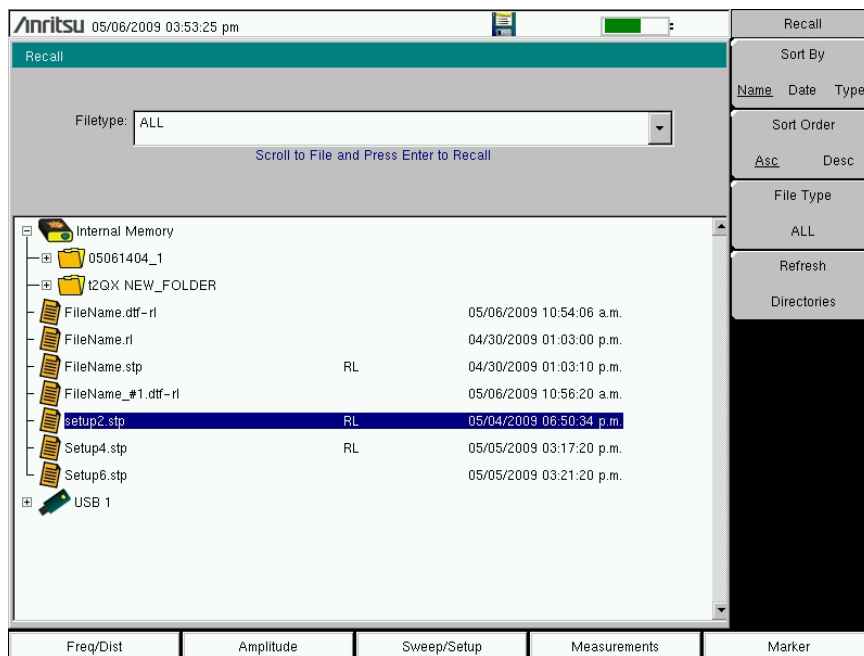 Anritsu 05/06/2009 03:53:25 pm
Recall
Filetype: ALL
Scroll to File and Press Enter to Recall
Internal Memory
05061404_1
t2QX NEW_FOLDER
FileName.dtf-rl 05/06/2009 10:54:06 a.m.
FileName.rl 04/30/2009 01:03:00 p.m.
FileName.stp RL 04/30/2009 01:03:10 p.m.
FileName_#1.dtf-rl 05/06/2009 10:56:20 a.m.
setup2.stp RL 05/04/2009 06:50:34 p.m.
Setup4.stp RL 05/05/2009 03:17:20 p.m.
Setup6.stp 05/05/2009 03:21:20 p.m.
USB 1
Recall
Sort By
Name Date Type
Sort Order
Asc Desc
File Type
ALL
Refresh
Directories
Freq/Dist Amplitude Sweep/Setup Measurements Marker